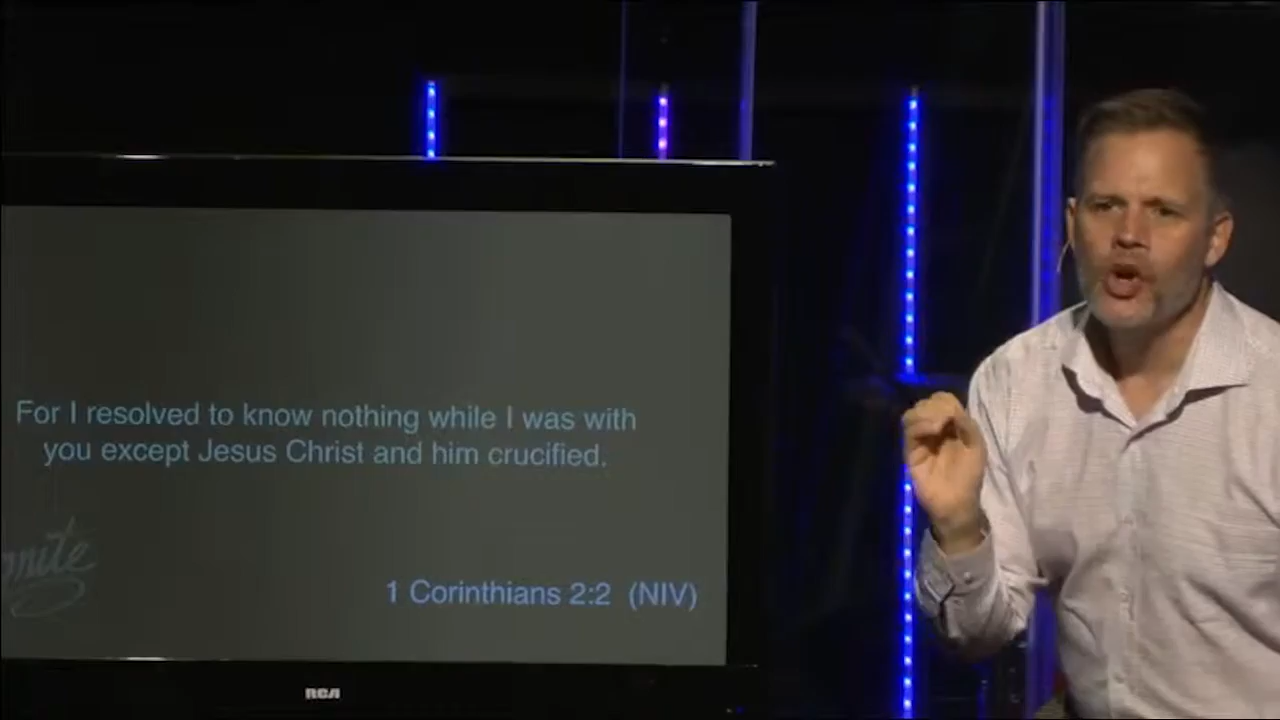 For I resolved to know nothing while I was with
you except Jesus Christ and him crucified.
1 Corinthians 2:2 (NIV)
RCA